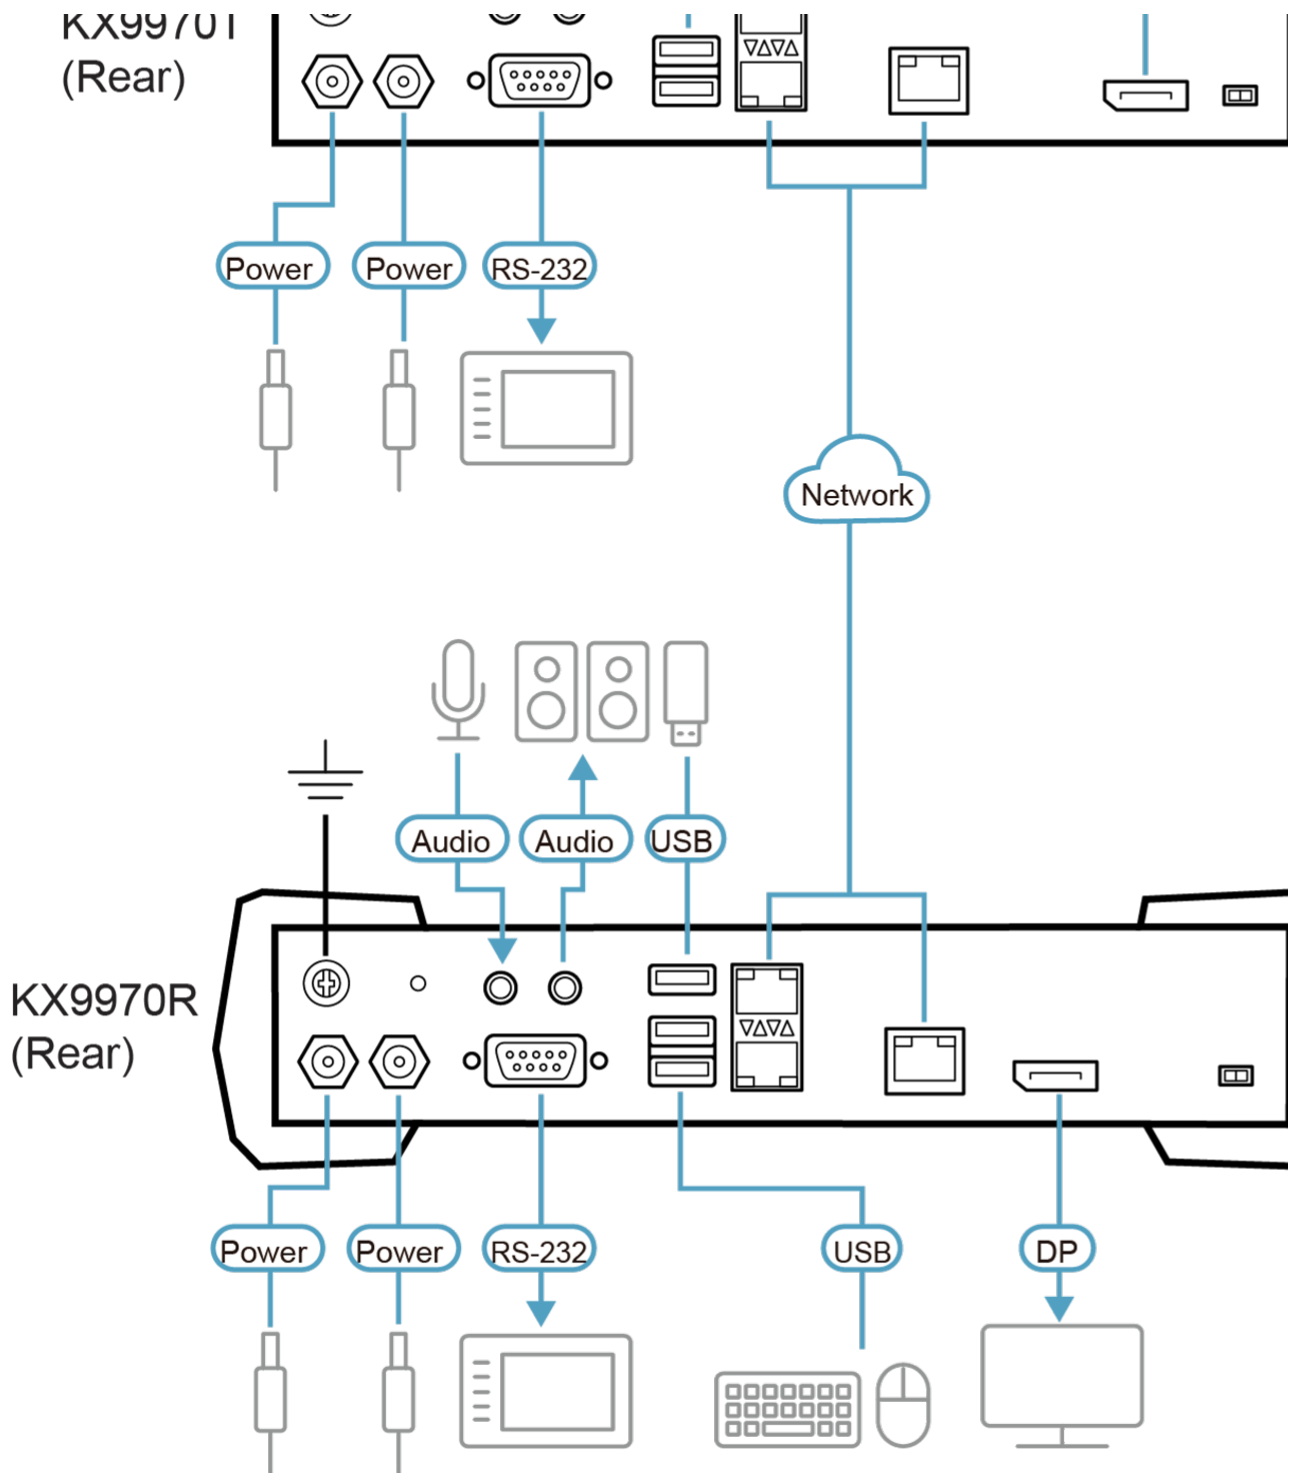 KX9970T
(Rear)
Power
Power
RS-232
Network
Audio
Audio
USB
KX9970R
(Rear)
Power
Power
RS-232
USB
DP